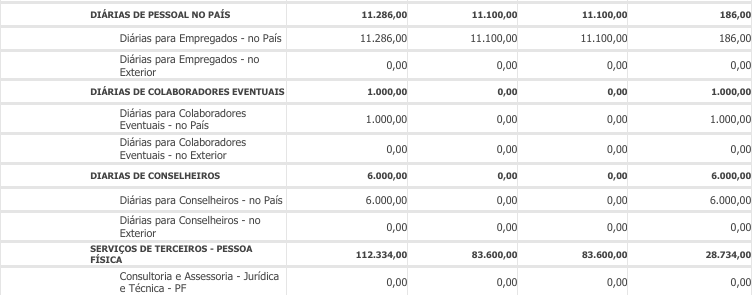 DIÁRIAS DE PESSOAL NO PAÍS 11.286,00 11.100,00 11.100,00 186,00
Diárias para Empregados - no País 11.286,00 11.100,00 11.100,00 186,00
Diárias para Empregados - no
Exterior 0,00 0,00 0,00 0,00
DIÁRIAS DE COLABORADORES EVENTUAIS 1.000,00 0,00 0,00 1.000,00
Diárias para Colaboradores
Eventuais - no País 1.000,00 0,00 0,00 1.000,00
Diárias para Colaboradores
Eventuais - no Exterior 0,00 0,00 0,00 0,00
DIARIAS DE CONSELHEIROS 6.000,00 0,00 0,00 6.000,00
Diárias para Conselheiros - no País 6.000,00 0,00 0,00 6.000,00
Diárias para Conselheiros - no
Exterior 0,00 0,00 0,00 0,00
SERVIÇOS DE TERCEIROS - PESSOA
FÍSICA 112.334,00 83.600,00 83.600,00 28.734,00
Consultoria e Assessoria - Jurídica
e Técnica - PF 0,00 0,00 0,00 0,00